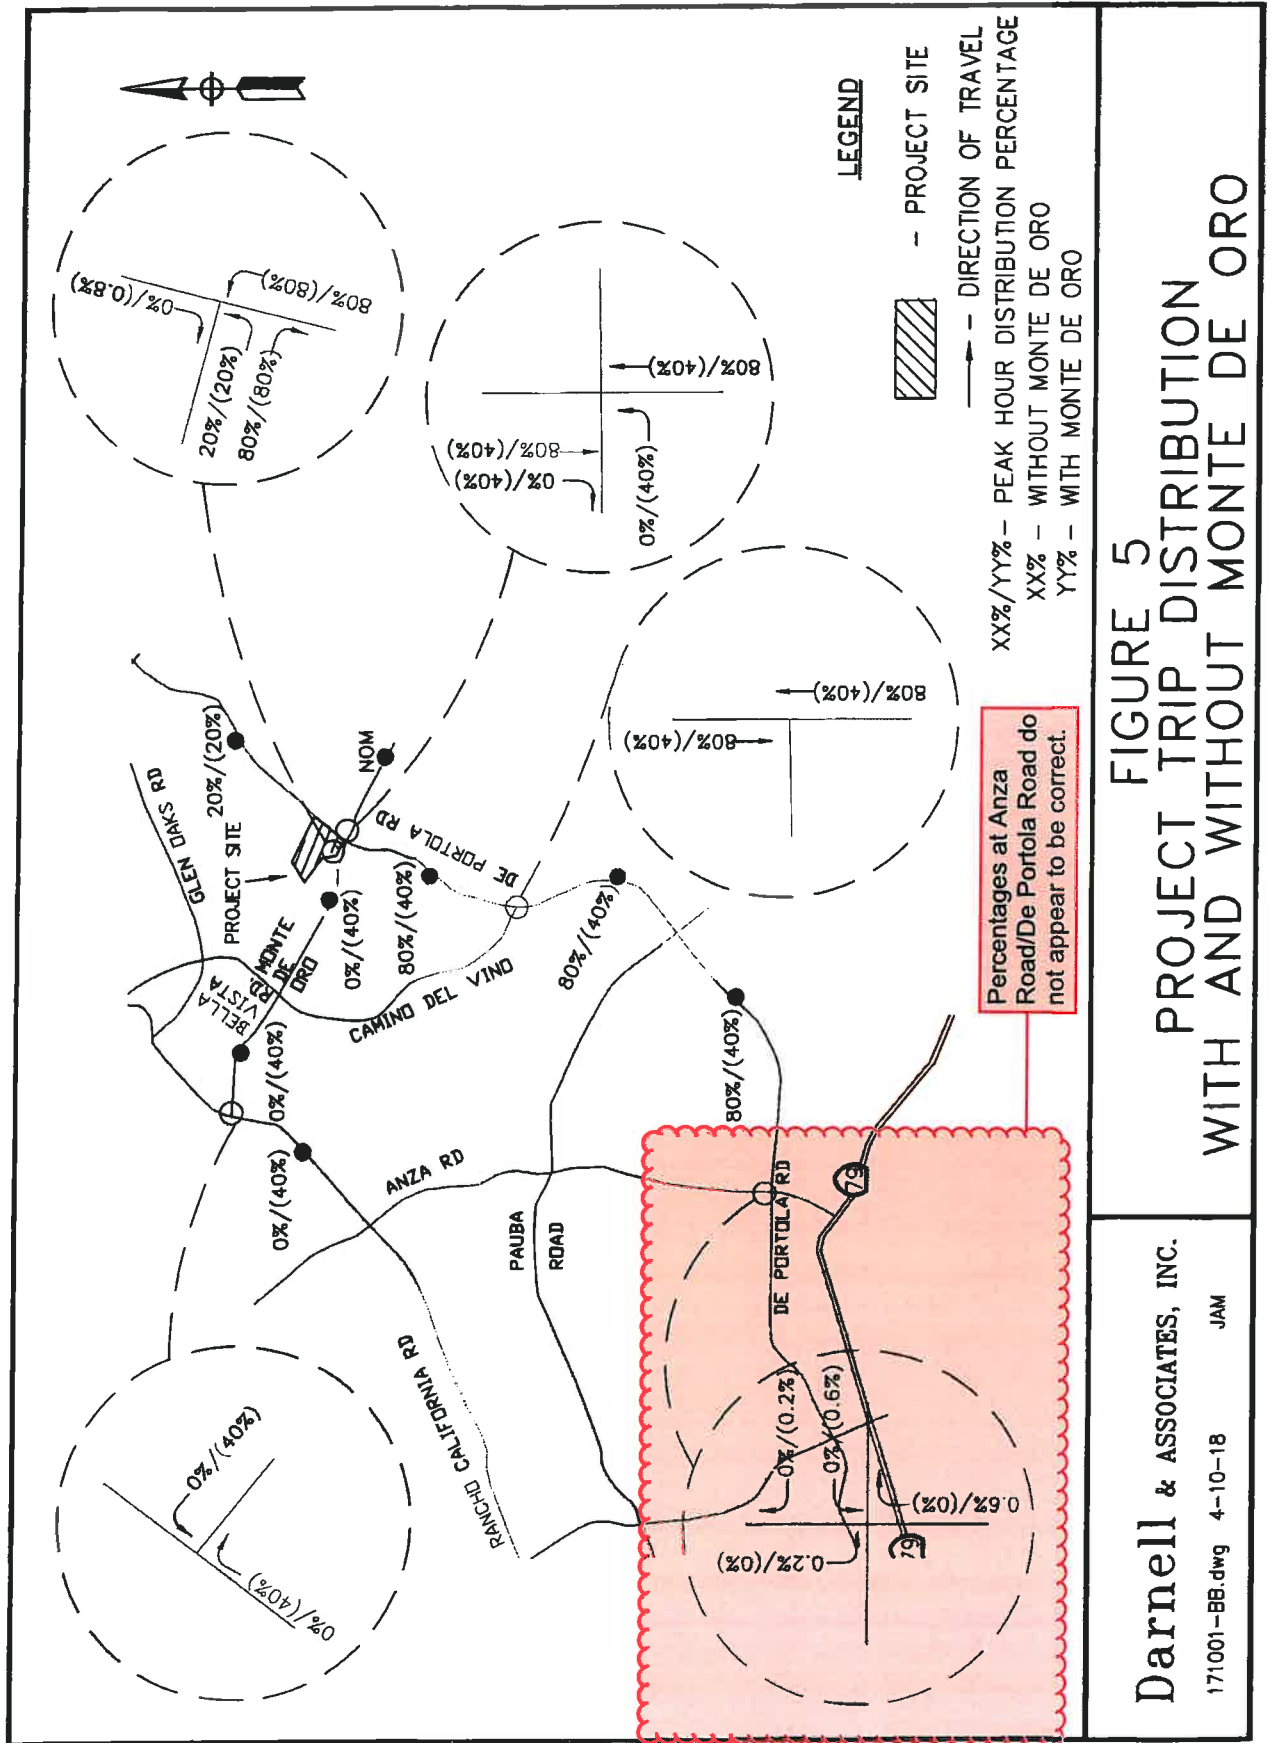 20%/(20%)
80%/(80%)
0%/(0.8%)
80%/(80%)
0%/(40%)
80%/(40%)
0%/(40%)
80%/(40%)
80%/(40%)
80%/(40%)
LEGEND
- PROJECT SITE
- DIRECTION OF TRAVEL
XX%/YY% - PEAK HOUR DISTRIBUTION PERCENTAGE
XX% - WITHOUT MONTE DE ORO
YY% - WITH MONTE DE ORO
GLEN OAKS RD
20%/(20%)
PROJECT SITE
NOM
DE PORTOLA RD
BELLA
VISTA
RD.
MONTE
DE
ORO
0%/(40%)
80%/(40%)
CAMINO DEL VINO
80%/(40%)
80%/(40%)
0%/(40%)
0%/(40%)
ANZA RD
PAUBA
ROAD
RANCHO CALIFORNIA RD
DE PORTOLA RD
79
79
0%/(40%)
0%/(40%)
0%/(0.2%)
0%/(0.6%)
0.2%/(0%)
0.6%/(0%)
Percentages at Anza
Road/De Portola Road do
not appear to be correct.
Darnell & ASSOCIATES, INC.
171001-BB.dwg 4-10-18 JAM
FIGURE 5
PROJECT TRIP DISTRIBUTION
WITH AND WITHOUT MONTE DE ORO